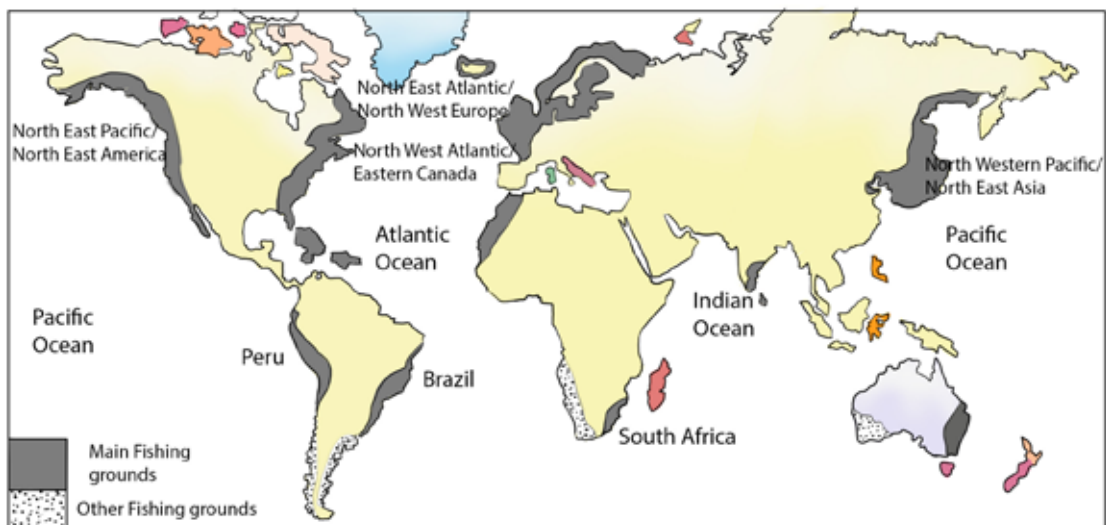 North East Atlantic/
North West Europe
North East Pacific/
North East America
North West Atlantic/
Eastern Canada
North Western Pacific/
North East Asia
Atlantic
Ocean
Pacific
Ocean
Indian
Ocean
Pacific
Ocean
Peru
Brazil
South Africa
Main Fishing
grounds
Other Fishing grounds